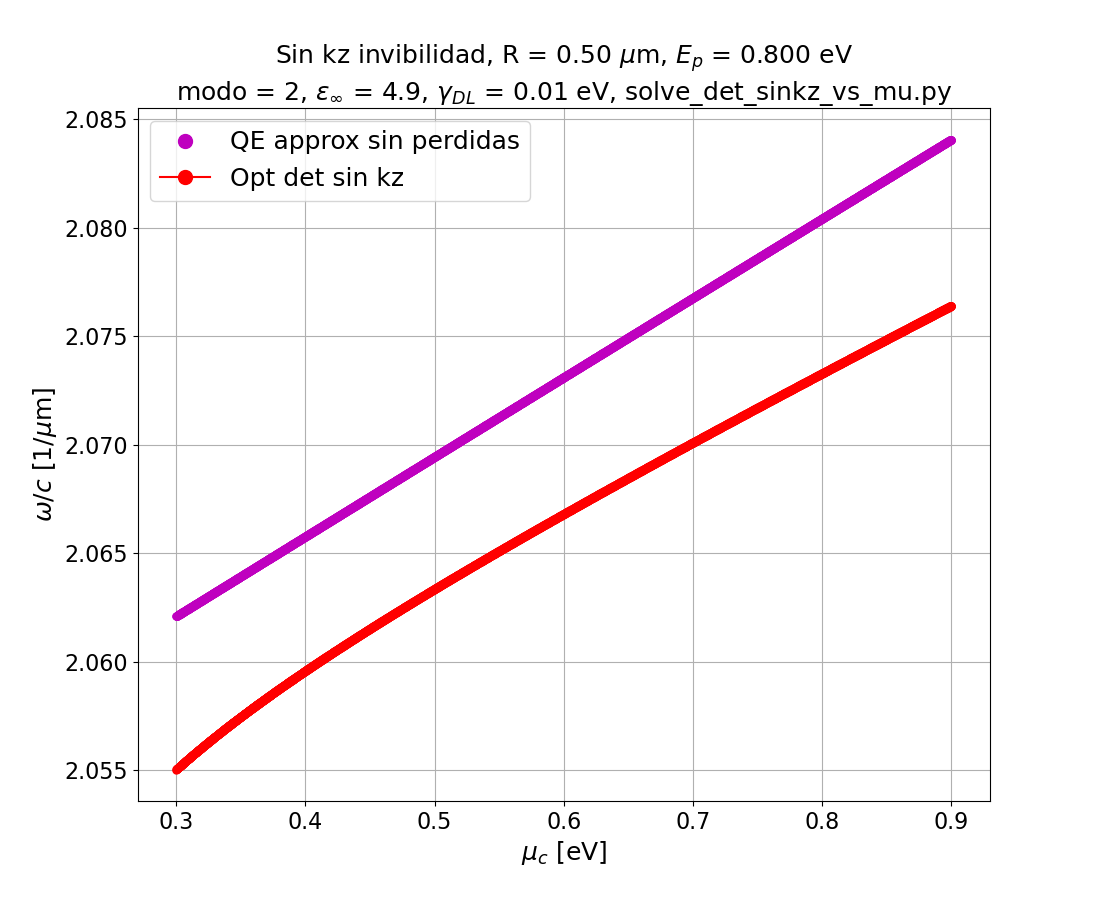 Sin kz invibilidad, R = 0.50 μm, E_p = 0.800 eV
modo = 2, ε_∞ = 4.9, γ_DL = 0.01 eV, solve_det_sinkz_vs_mu.py
QE approx sin perdidas
Opt det sin kz
2.085
2.080
2.075
2.070
2.065
2.060
2.055
ω/c [1/μm]
0.3 0.4 0.5 0.6 0.7 0.8 0.9
μ_c [eV]